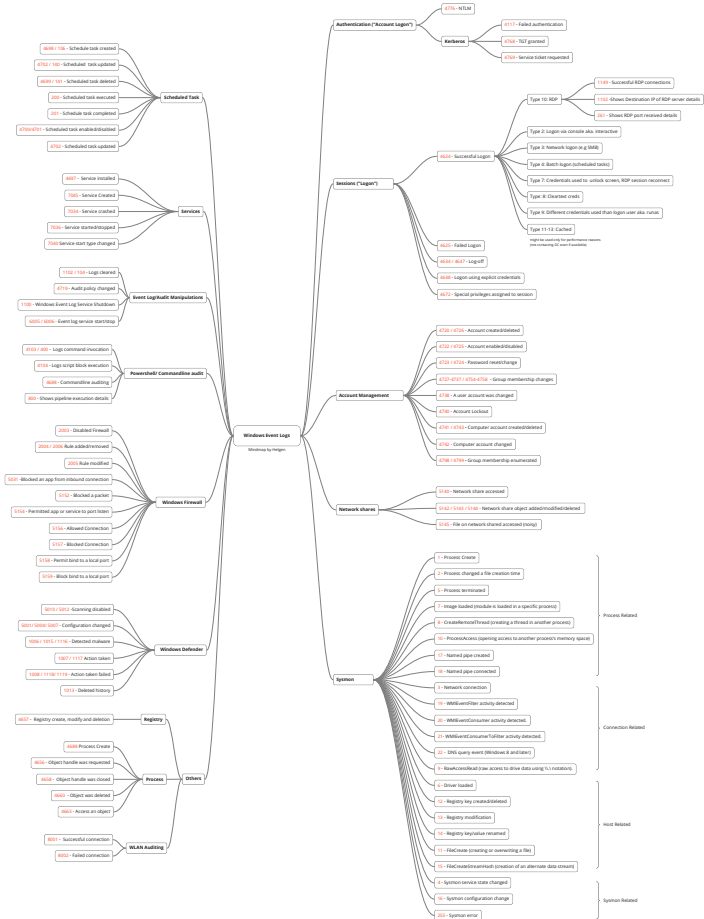 Windows Event Logs
Mindmap by Helgen.
Authentication ("Account Logon")
4776 - NTLM
Kerberos
4117 - Failed authentication
4768 - TGT granted
4769 - Service ticket requested
Sessions ("Logon")
4624 - Successful Logon
Type 10: RDP
1149 - Successful RDP connections
1102 -Shows Destination IP of RDP server details
261 - Shows RDP port received details
Type 2: Logon via console aka. interactive
Type 3: Network logon (e.g SMB)
Type 4: Batch logon (scheduled tasks)
Type 7: Credentials used to unlock screen, RDP session reconnect
Type: 8: Cleartext creds
Type 9: Different credentials used than logon user aka. runas
Type 11-13: Cached
might be used only for performance reasons
(not contacting DC even if available)
4625 - Failed Logon
4634 / 4647 - Log-off
4648 - Logon using explicit credentials
4672 - Special privileges assigned to session
Account Management
4720 / 4726 - Account created/deleted
4722 / 4725 - Account enabled/disabled
4723 / 4724 - Password reset/change
4727-4737 / 4754-4758 - Group membership changes
4738 - A user account was changed
4740 - Account Lockout
4741 / 4743 - Computer account created/deleted
4742 - Computer account changed
4798 / 4799 - Group membership enumerated
Network shares
5140 - Network share accessed
5142 / 5143 / 5144 - Network share object added/modified/deleted
5145 - File on network shared accessed (noisy)
Sysmon
1 - Process Create
2 - Process changed a file creation time
5 - Process terminated
7 - Image loaded (module is loaded in a specific process)
8 - CreateRemoteThread (creating a thread in another process)
10 - ProcessAccess (opening access to another process's memory space)
17 - Named pipe created
18 - Named pipe connected
Process Related
3 - Network connection
19 - WMIEventFilter activity detected
20 - WMIEventConsumer activity detected.
21- WMIEventConsumerToFilter activity detected.
22 - DNS query event (Windows 8 and later)
9 - RawAccessRead (raw access to drive data using \\.\ notation).
Connection Related
6 - Driver loaded
12 - Registry key created/deleted
13 - Registry modification
14 - Registry key/value renamed
11 - FileCreate (creating or overwriting a file)
15 - FileCreateStreamHash (creation of an alternate data stream)
Host Related
4 - Sysmon service state changed
16 - Sysmon configuration change
255 - Sysmon error
Sysmon Related
Scheduled Task
4698 / 106 - Schedule task created
4702 / 140 - Scheduled task updated
4699 / 141 - Scheduled task deleted
200 - Scheduled task executed
201 - Schedule task completed
4700/4701 - Scheduled task enabled/disabled
4702 - Scheduled task updated
Services
4697 - Service installed
7045 - Service Created
7034 - Service crashed
7036 - Service started/stopped
7040 Service start type changed
Event Log/Audit Manipulations
1102 / 104 - Logs cleared
4719 - Audit policy changed
1100 - Windows Event Log Service Shutdown
6005 / 6006 - Event log service start/stop
Powershell/ Commandline audit
4103 / 800 - Logs command invocation
4104 - Logs script block execution
4688 - Commandline auditing
800 - Shows pipeline execution details
Windows Firewall
2003 - Disabled Firewall
2004 / 2006 Rule added/removed
2005 Rule modified
5031 -Blocked an app from inbound connection
5152 - Blocked a packet
5154 - Permitted app or service to port listen
5156 - Allowed Connection
5157 - Blocked Connection
5158 - Permit bind to a local port
5159 - Block bind to a local port
Windows Defender
5010 / 5012 -Scanning disabled
5001/ 5004/ 5007 - Configuration changed
1006 / 1015 / 1116 - Detected malware
1007 / 1117 Action taken
1008 / 1118/ 1119 - Action taken failed
1013 - Deleted history
Others
Registry
4657 - Registry create, modify and deletion
Process
4688 Process Create
4656 - Object handle was requested
4658 - Object handle was closed
4660 - Object was deleted
4663 - Access an object
WLAN Auditing
8001 - Successful connection
8002 - Failed connection